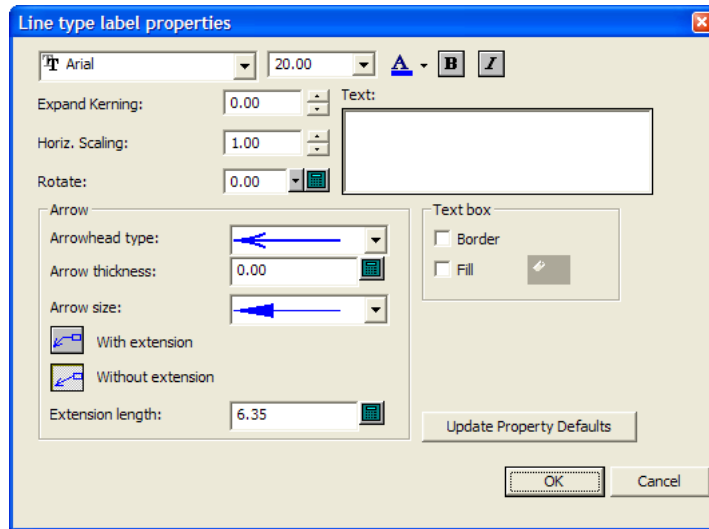 Line type label properties
Arial 20.00 A B I
Expand Kerning: 0.00 Text:
Horiz. Scaling: 1.00
Rotate: 0.00
Arrow Text box
Arrowhead type: Border
Arrow thickness: 0.00 Fill
Arrow size:
With extension
Without extension
Extension length: 6.35
Update Property Defaults
OK Cancel